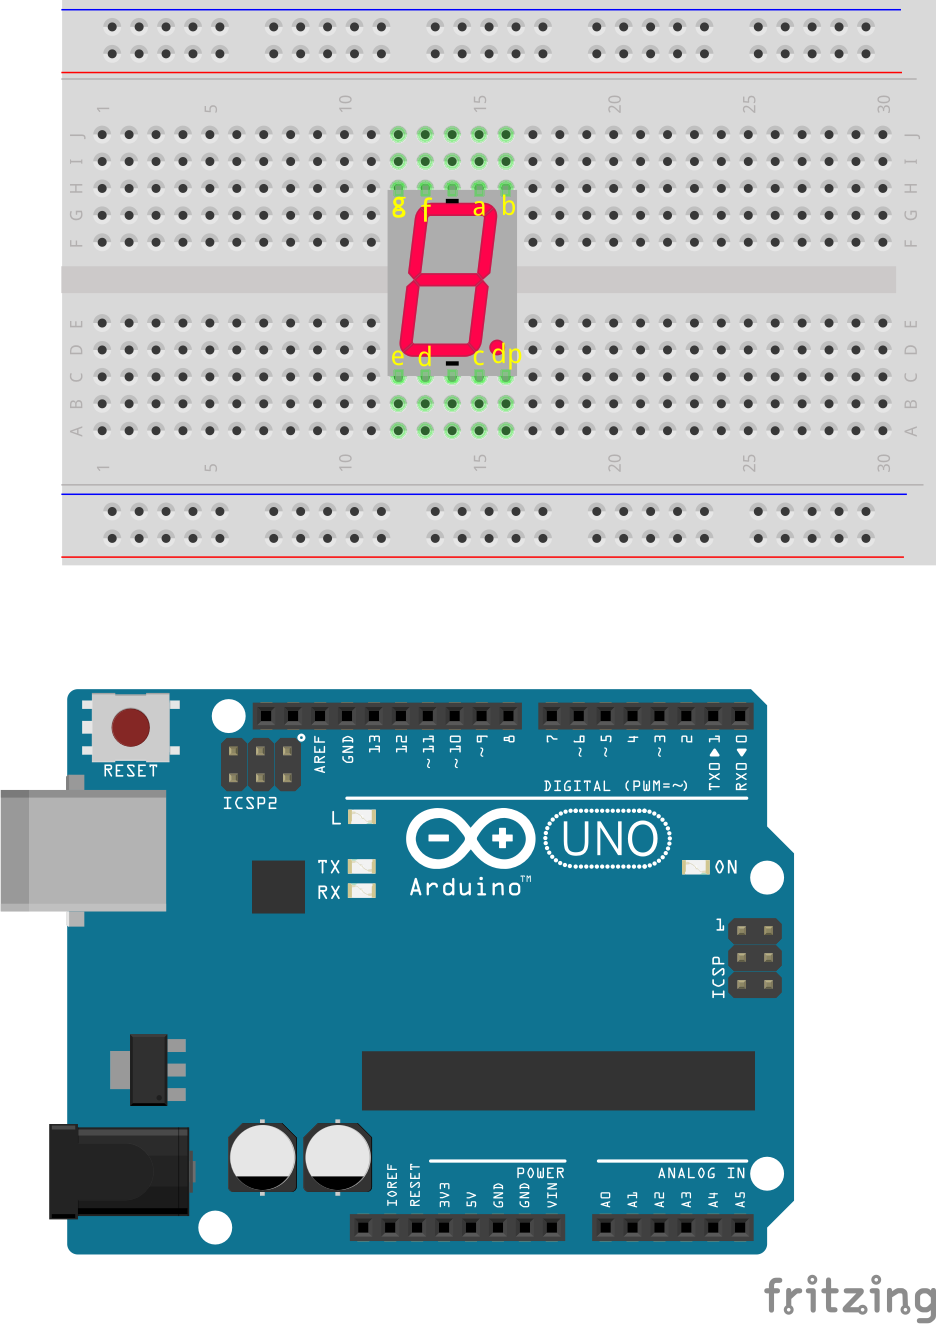 1 5 10 15 20 25 30
J J
I I
H H
G G
F F
g f a b
E E
D D
e d c dp
C C
B B
A A
1 5 10 15 20 25 30
RESET
ICSP2
AREF GND 13 12 ~11 ~10 ~9 8 7 ~6 ~5 4 ~3 2 TX0▶1 RX0◀0
DIGITAL (PWM=~)
L
TX
RX
UNO
Arduino™
ON
1
ICSP
POWER
ANALOG IN
IOREF RESET 3V3 5V GND GND VIN A0 A1 A2 A3 A4 A5
fritzing